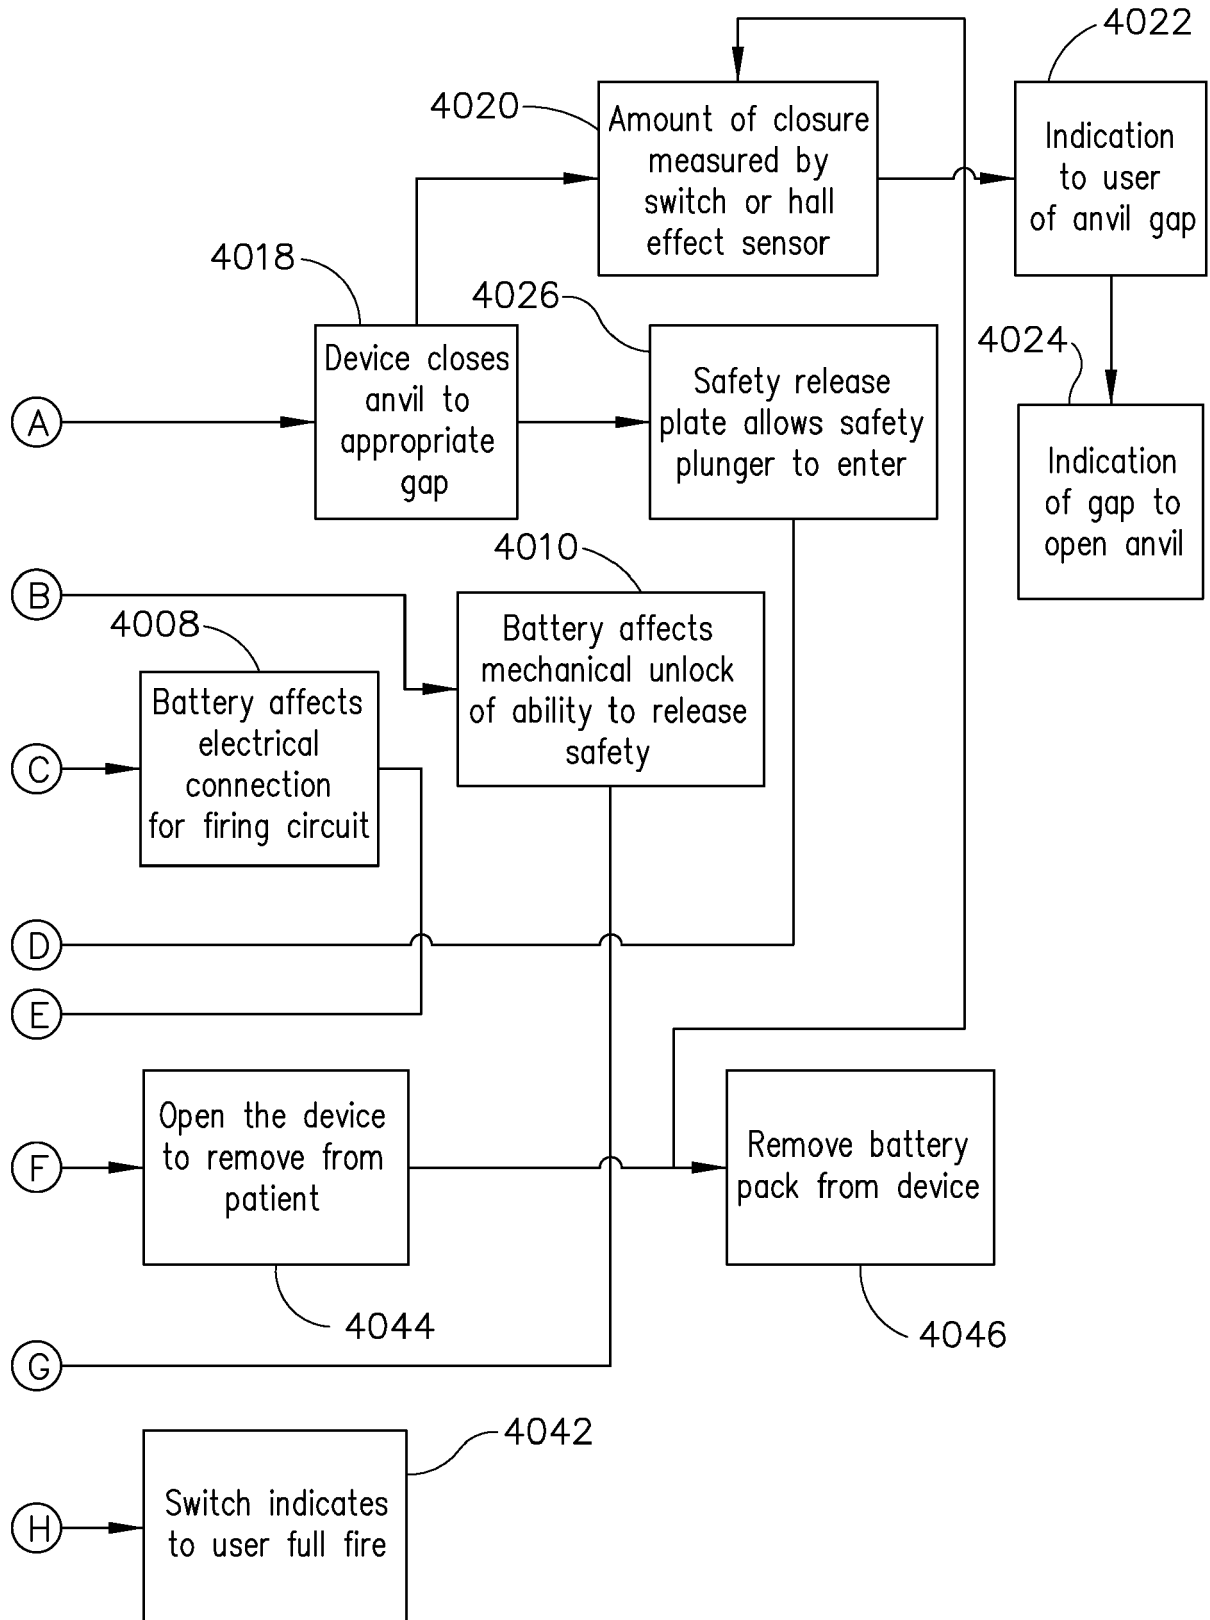 4022
4020
Amount of closure
measured by
switch or hall
effect sensor
Indication
to user
of anvil gap
4018
4026
4024
Device closes
anvil to
appropriate
gap
Safety release
plate allows safety
plunger to enter
A
Indication
of gap to
open anvil
4010
B
4008
Battery affects
mechanical unlock
of ability to release
safety
Battery affects
electrical
connection
for firing circuit
C
D
E
Open the device
to remove from
patient
F
Remove battery
pack from device
4044
4046
G
4042
H
Switch indicates
to user full fire